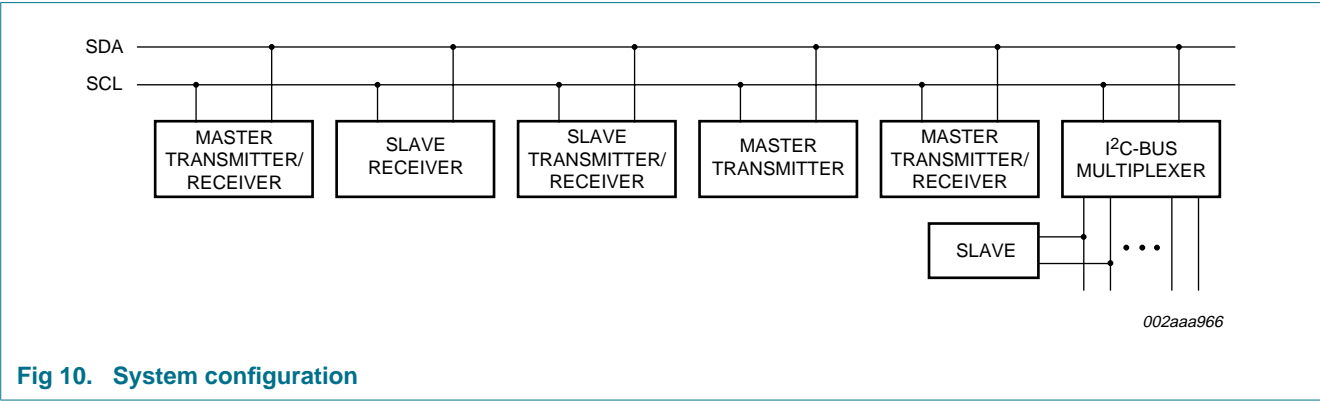 SDA
SCL
MASTER
TRANSMITTER/
RECEIVER
SLAVE
RECEIVER
SLAVE
TRANSMITTER/
RECEIVER
MASTER
TRANSMITTER
MASTER
TRANSMITTER/
RECEIVER
I²C-BUS
MULTIPLEXER
SLAVE
002aaa966
Fig 10. System configuration